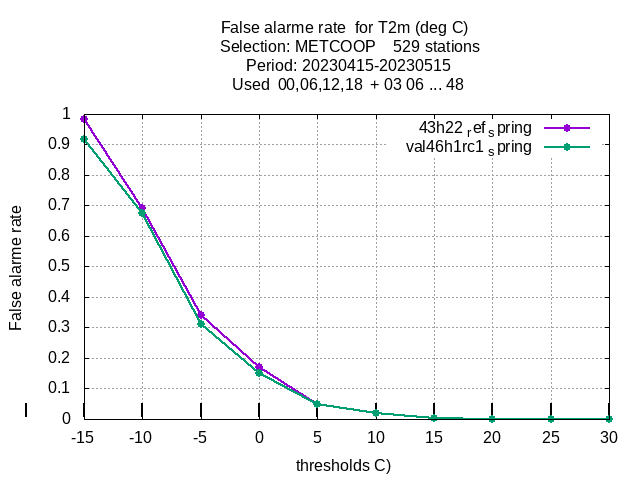 False alarme rate for T2m (deg C)
Selection: METCOOP 529 stations
Period: 20230415-20230515
Used 00,06,12,18 + 03 06 ... 48
43h22 ref spring
val46h1rc1 spring
False alarme rate
1
0.9
0.8
0.7
0.6
0.5
0.4
0.3
0.2
0.1
0
-15 -10 -5 0 5 10 15 20 25 30
thresholds C)